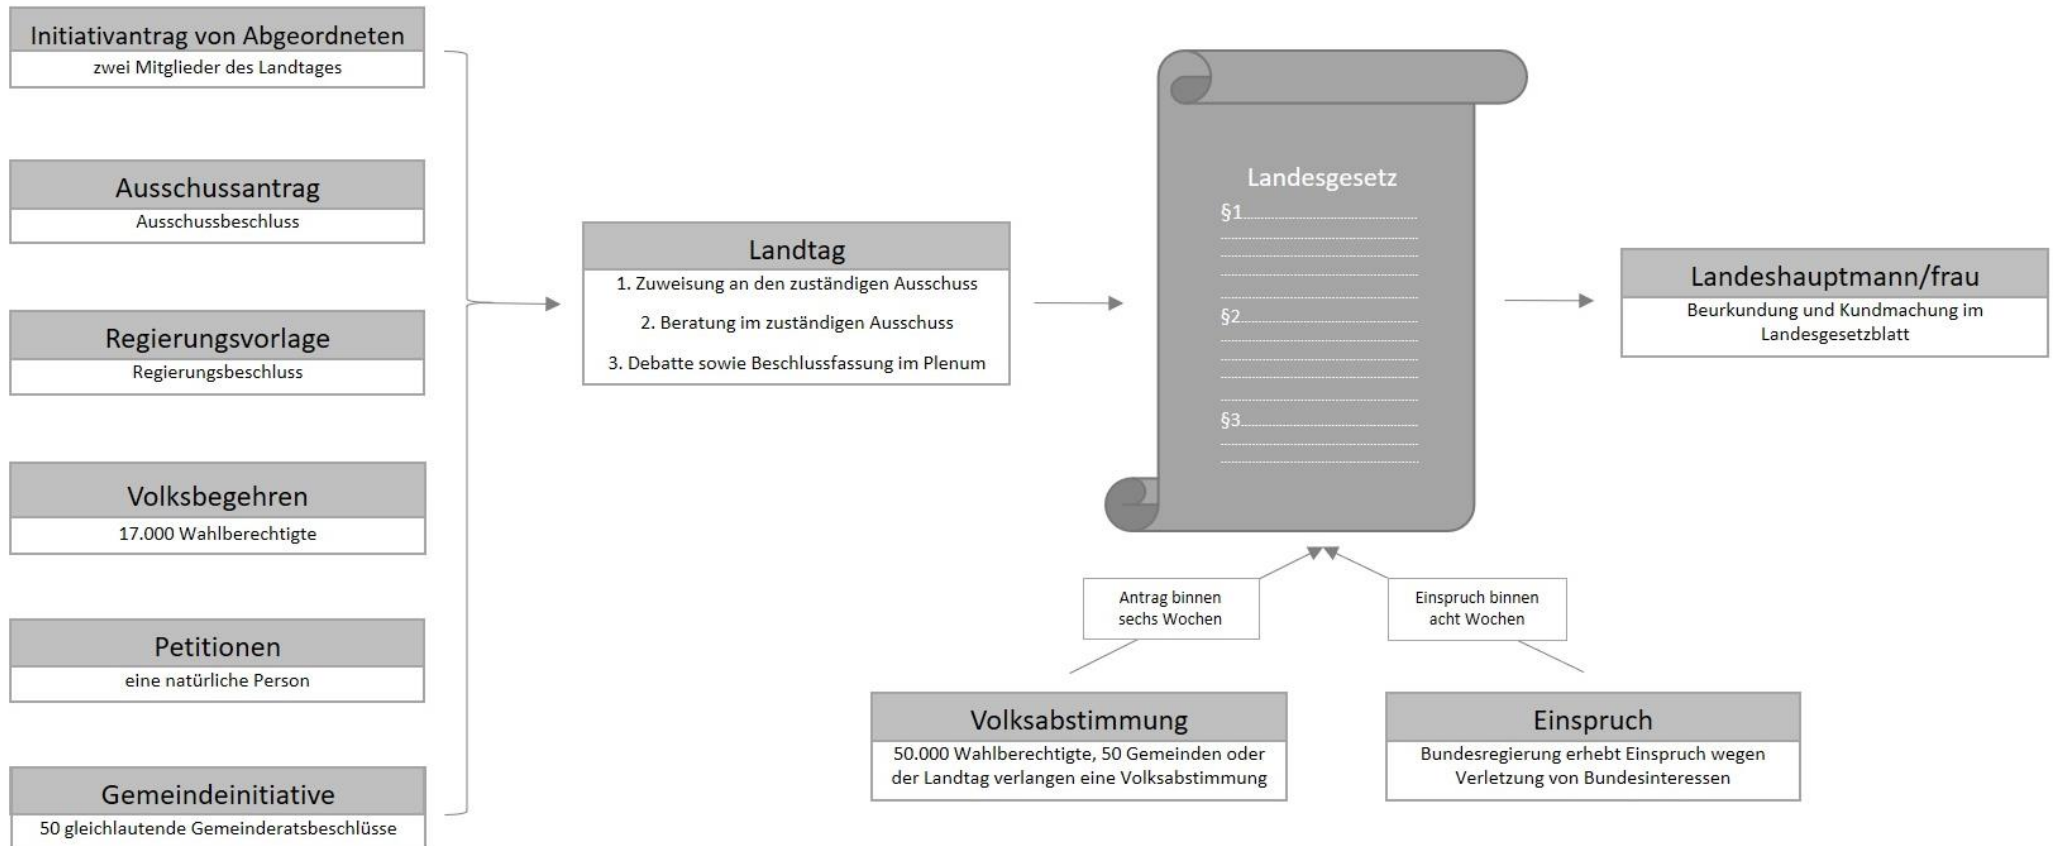 Initiativantrag von Abgeordneten
zwei Mitglieder des Landtages
Ausschussantrag
Ausschussbeschluss
Regierungsvorlage
Regierungsbeschluss
Volksbegehren
17.000 Wahlberechtigte
Petitionen
eine natürliche Person
Gemeindeinitiative
50 gleichlautende Gemeinderatsbeschlüsse
Landtag
1. Zuweisung an den zuständigen Ausschuss
2. Beratung im zuständigen Ausschuss
3. Debatte sowie Beschlussfassung im Plenum
Landesgesetz
§1
§2
§3
Antrag binnen
sechs Wochen
Einspruch binnen
acht Wochen
Volksabstimmung
50.000 Wahlberechtigte, 50 Gemeinden oder
der Landtag verlangen eine Volksabstimmung
Einspruch
Bundesregierung erhebt Einspruch wegen
Verletzung von Bundesinteressen
Landeshauptmann/frau
Beurkundung und Kundmachung im
Landesgesetzblatt